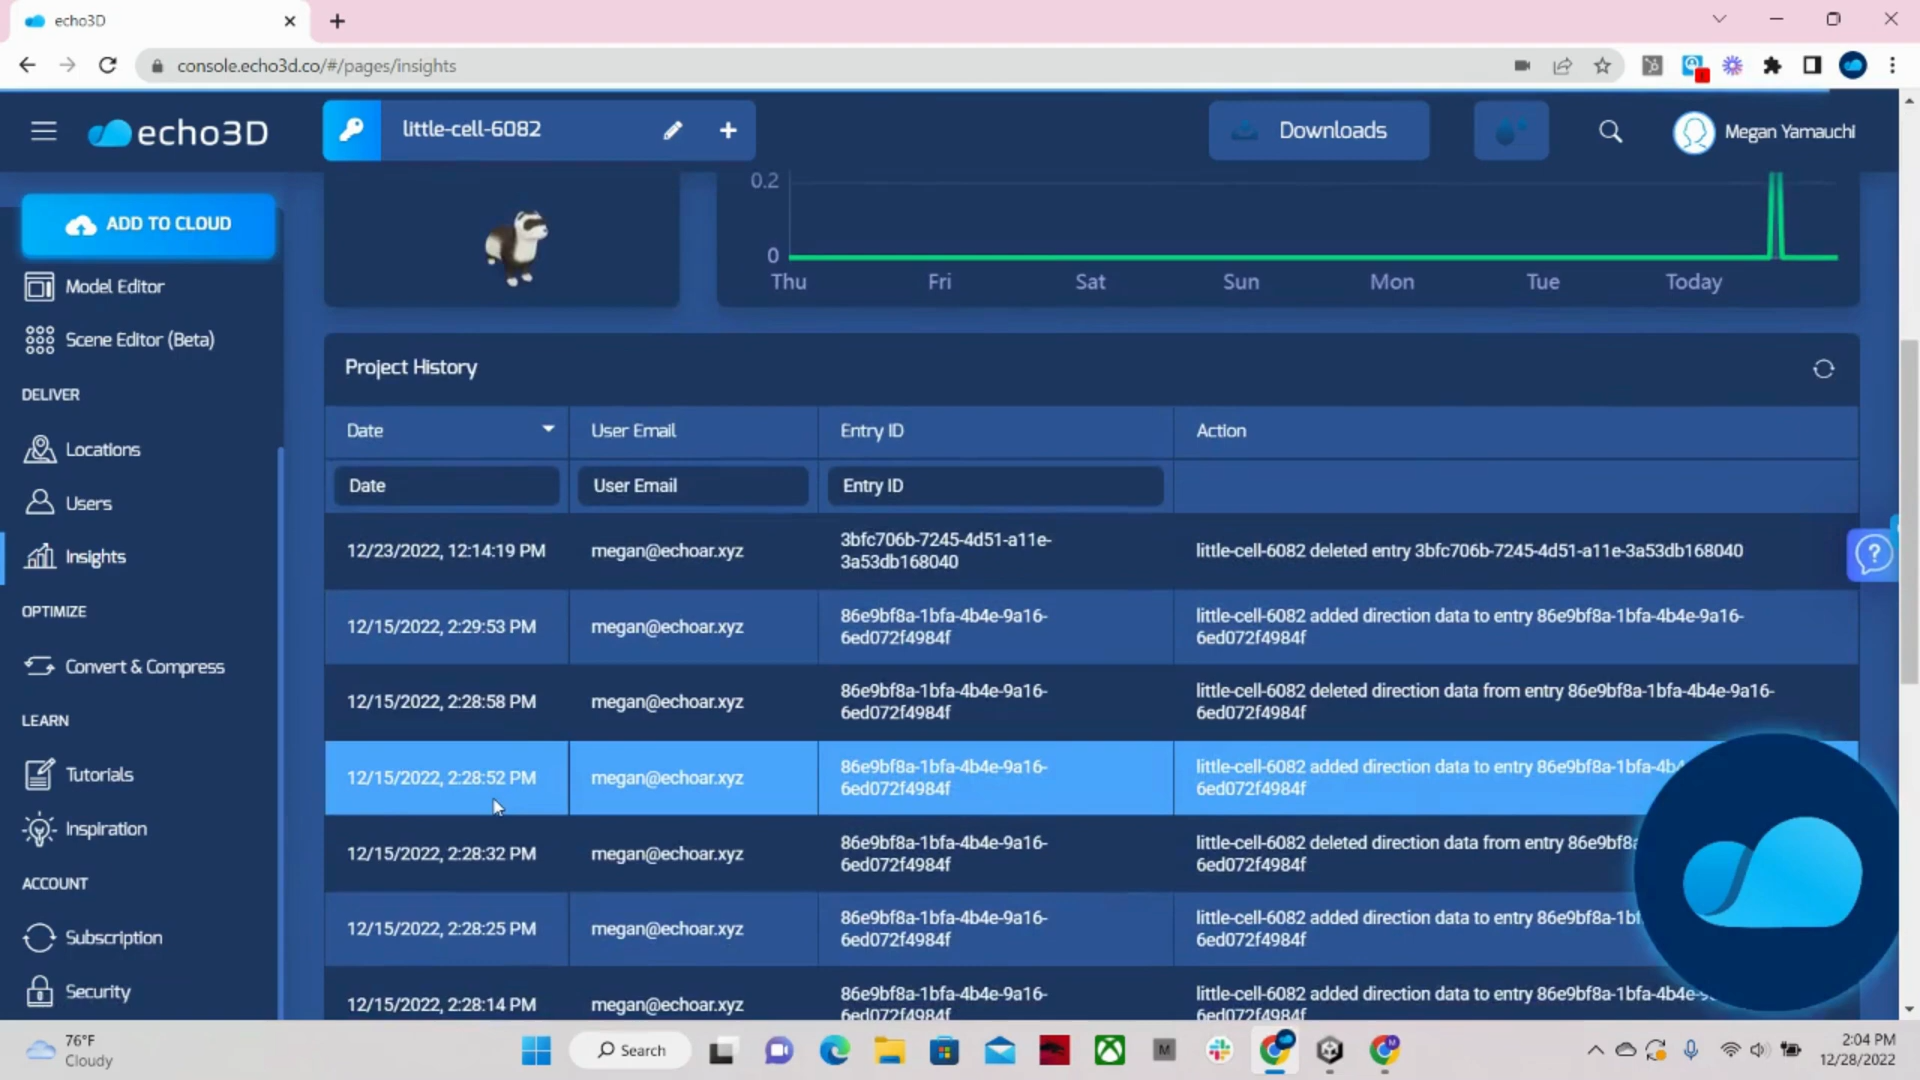 echo3D
console.echo3d.co/#/pages/insights
echo3D
little-cell-6082
Downloads
Megan Yamauchi
ADD TO CLOUD
Model Editor
Scene Editor (Beta)
DELIVER
Locations
Users
Insights
OPTIMIZE
Convert & Compress
LEARN
Tutorials
Inspiration
ACCOUNT
Subscription
Security
0.2
0
Thu Fri Sat Sun Mon Tue Today
Project History
Date User Email Entry ID Action
Date User Email Entry ID
12/23/2022, 12:14:19 PM megan@echoar.xyz 3bfc706b-7245-4d51-a11e- little-cell-6082 deleted entry 3bfc706b-7245-4d51-a11e-3a53db168040
3a53db168040
12/15/2022, 2:29:53 PM megan@echoar.xyz 86e9bf8a-1bfa-4b4e-9a16- little-cell-6082 added direction data to entry 86e9bf8a-1bfa-4b4e-9a16-
6ed072f4984f 6ed072f4984f
12/15/2022, 2:28:58 PM megan@echoar.xyz 86e9bf8a-1bfa-4b4e-9a16- little-cell-6082 deleted direction data from entry 86e9bf8a-1bfa-4b4e-9a16-
6ed072f4984f 6ed072f4984f
12/15/2022, 2:28:52 PM megan@echoar.xyz 86e9bf8a-1bfa-4b4e-9a16- little-cell-6082 added direction data to entry 86e9bf8a-1bfa-4b4
6ed072f4984f 6ed072f4984f
12/15/2022, 2:28:32 PM megan@echoar.xyz 86e9bf8a-1bfa-4b4e-9a16- little-cell-6082 deleted direction data from entry 86e9bf8a
6ed072f4984f 6ed072f4984f
12/15/2022, 2:28:25 PM megan@echoar.xyz 86e9bf8a-1bfa-4b4e-9a16- little-cell-6082 added direction data to entry 86e9bf8a-1bf
6ed072f4984f 6ed072f4984f
12/15/2022, 2:28:14 PM megan@echoar.xyz 86e9bf8a-1bfa-4b4e-9a16- little-cell-6082 added direction data to entry 86e9bf8a-1bfa-4b4e-9
6ed072f4984f 6ed072f4984f
76°F
Cloudy
Search
M
2:04 PM
12/28/2022